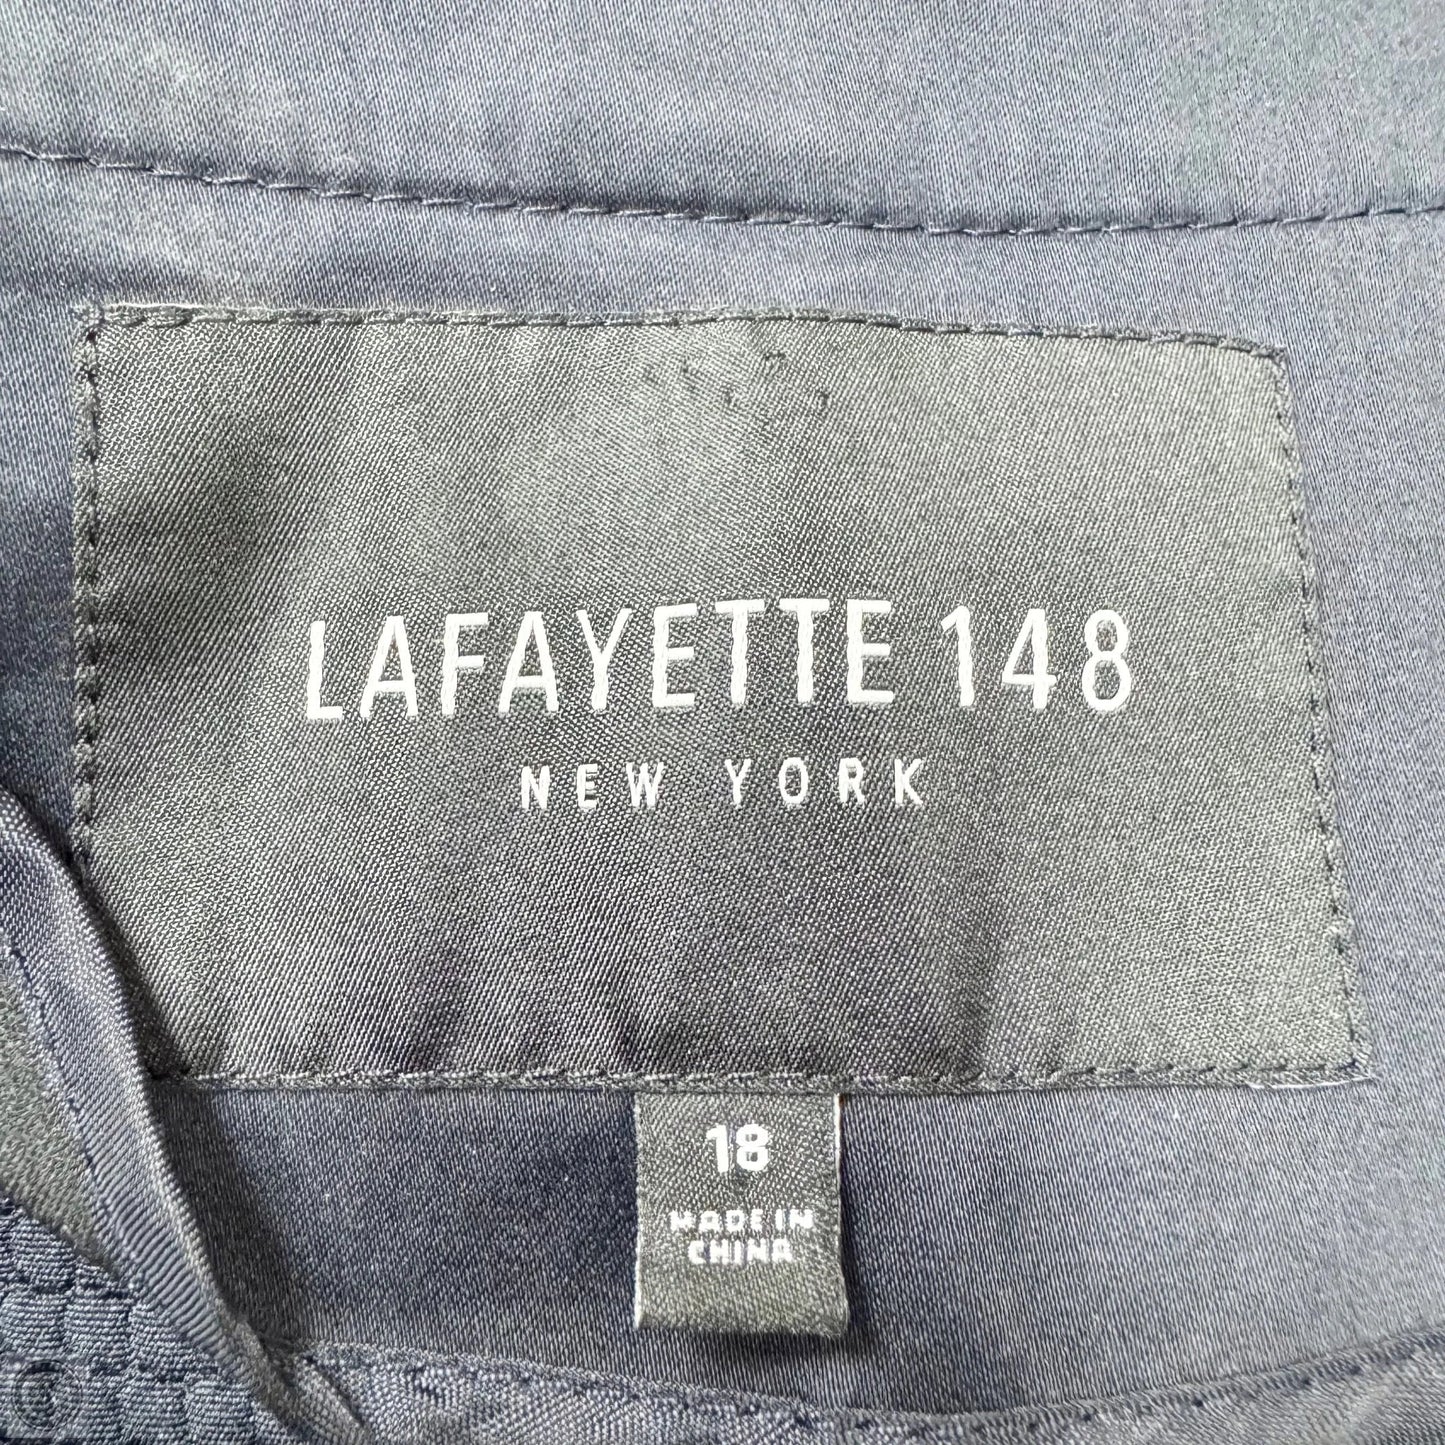 LAFAYETTE 148
NEW YORK
18
MADE IN
CHINA